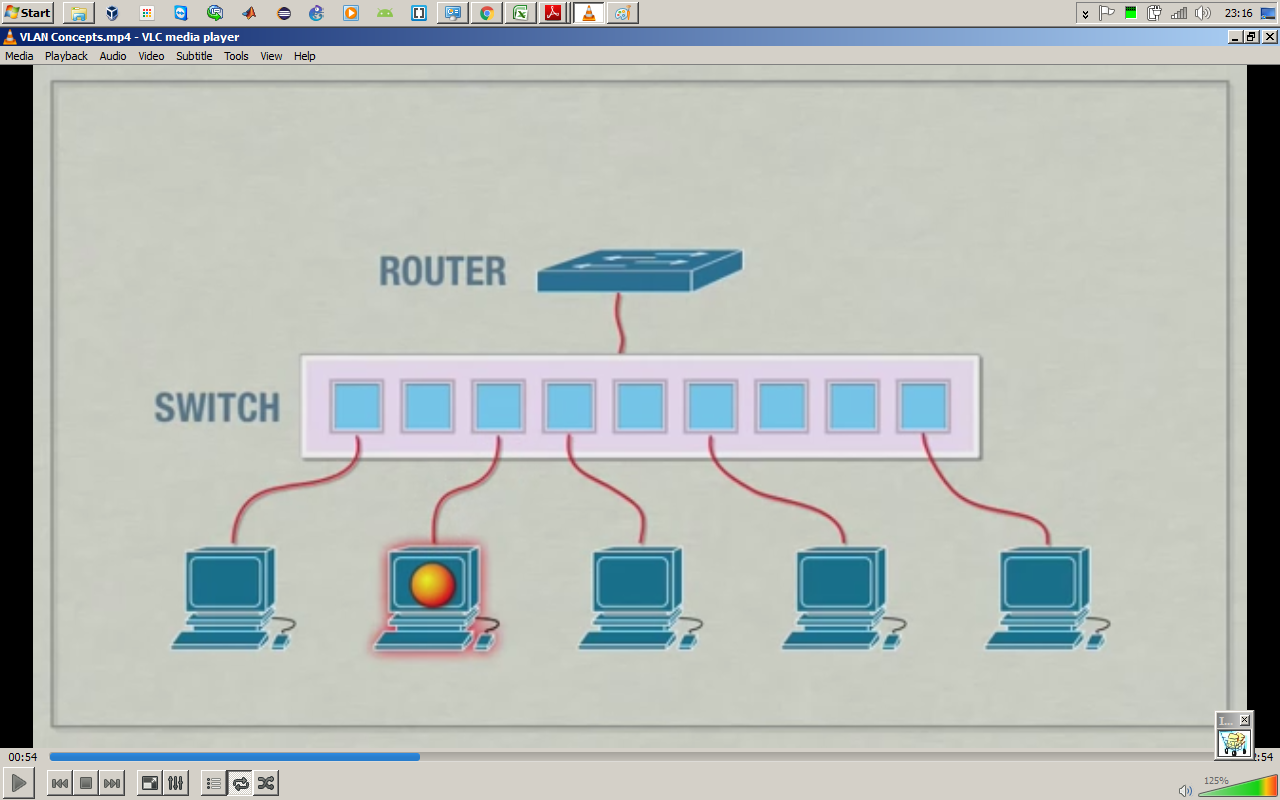 Start
23:16
VLAN Concepts.mp4 - VLC media player
Media Playback Audio Video Subtitle Tools View Help
ROUTER
SWITCH
I...
00:54
:54
125%